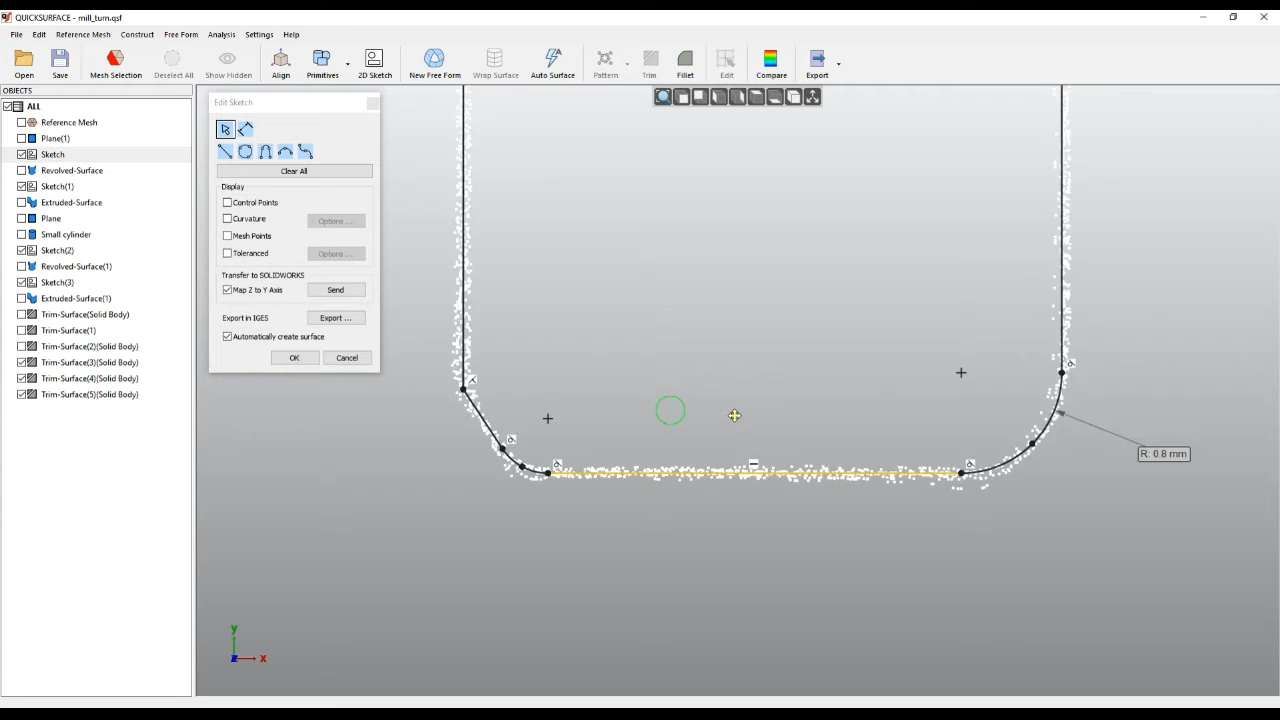 QUICKSURFACE - mill_turn.qsf
File Edit Reference Mesh Construct Free Form Analysis Settings Help
Open Save Mesh Selection Deselect All Show Hidden Align Primitives 2D Sketch New Free Form Wrap Surface Auto Surface Pattern Trim Fillet Edit Compare Export
OBJECTS
ALL
Reference Mesh
Plane(1)
Sketch
Revolved-Surface
Sketch(1)
Extruded-Surface
Plane
Small cylinder
Sketch(2)
Revolved-Surface(1)
Sketch(3)
Extruded-Surface(1)
Trim-Surface(Solid Body)
Trim-Surface(1)
Trim-Surface(2)(Solid Body)
Trim-Surface(3)(Solid Body)
Trim-Surface(4)(Solid Body)
Trim-Surface(5)(Solid Body)
Edit Sketch
Clear All
Display
Control Points
Curvature Options ...
Mesh Points
Toleranced Options ...
Transfer to SOLIDWORKS
Map Z to Y Axis Send
Export in IGES Export ...
Automatically create surface
OK Cancel
R: 0.8 mm
y
z x